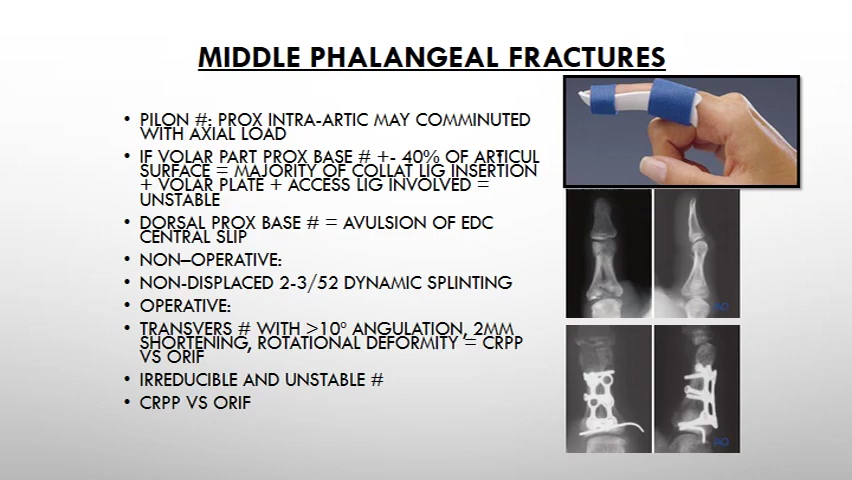 MIDDLE PHALANGEAL FRACTURES
• PILON #: PROX INTRA-ARTIC MAY COMMINUTED
WITH AXIAL LOAD
• IF VOLAR PART PROX BASE # +- 40% OF ARTICUL
SURFACE = MAJORITY OF COLLAT LIG INSERTION
+ VOLAR PLATE + ACCESS LIG INVOLVED =
UNSTABLE
• DORSAL PROX BASE # = AVULSION OF EDC
CENTRAL SLIP
• NON–OPERATIVE:
• NON-DISPLACED 2-3/52 DYNAMIC SPLINTING
• OPERATIVE:
• TRANSVERS # WITH >10° ANGULATION, 2MM
SHORTENING, ROTATIONAL DEFORMITY = CRPP
VS ORIF
• IRREDUCIBLE AND UNSTABLE #
• CRPP VS ORIF
AO
AO